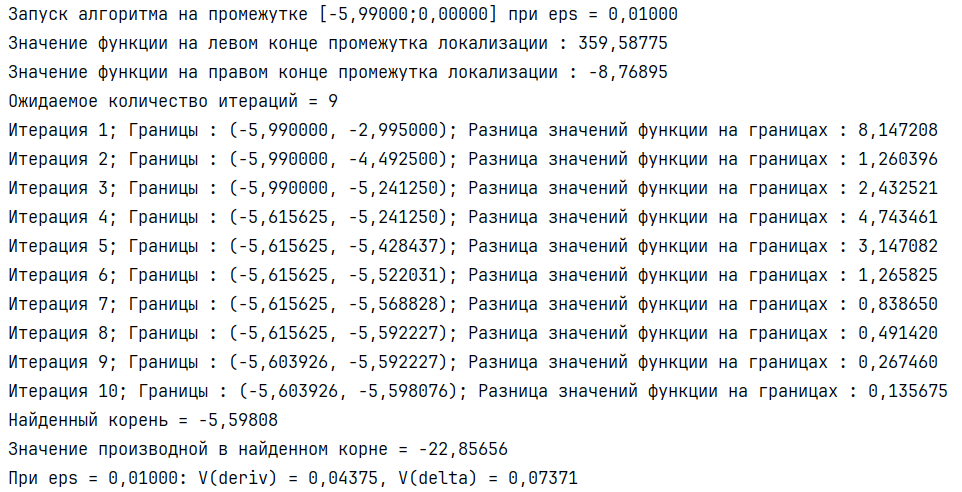 Запуск алгоритма на промежутке [-5,99000;0,00000] при eps = 0,01000
Значение функции на левом конце промежутка локализации : 359,58775
Значение функции на правом конце промежутка локализации : -8,76895
Ожидаемое количество итераций = 9
Итерация 1; Границы : (-5,990000, -2,995000); Разница значений функции на границах : 8,147208
Итерация 2; Границы : (-5,990000, -4,492500); Разница значений функции на границах : 1,260396
Итерация 3; Границы : (-5,990000, -5,241250); Разница значений функции на границах : 2,432521
Итерация 4; Границы : (-5,615625, -5,241250); Разница значений функции на границах : 4,743461
Итерация 5; Границы : (-5,615625, -5,428437); Разница значений функции на границах : 3,147082
Итерация 6; Границы : (-5,615625, -5,522031); Разница значений функции на границах : 1,265825
Итерация 7; Границы : (-5,615625, -5,568828); Разница значений функции на границах : 0,838650
Итерация 8; Границы : (-5,615625, -5,592227); Разница значений функции на границах : 0,491420
Итерация 9; Границы : (-5,603926, -5,592227); Разница значений функции на границах : 0,267460
Итерация 10; Границы : (-5,603926, -5,598076); Разница значений функции на границах : 0,135675
Найденный корень = -5,59808
Значение производной в найденном корне = -22,85656
При eps = 0,01000: V(deriv) = 0,04375, V(delta) = 0,07371